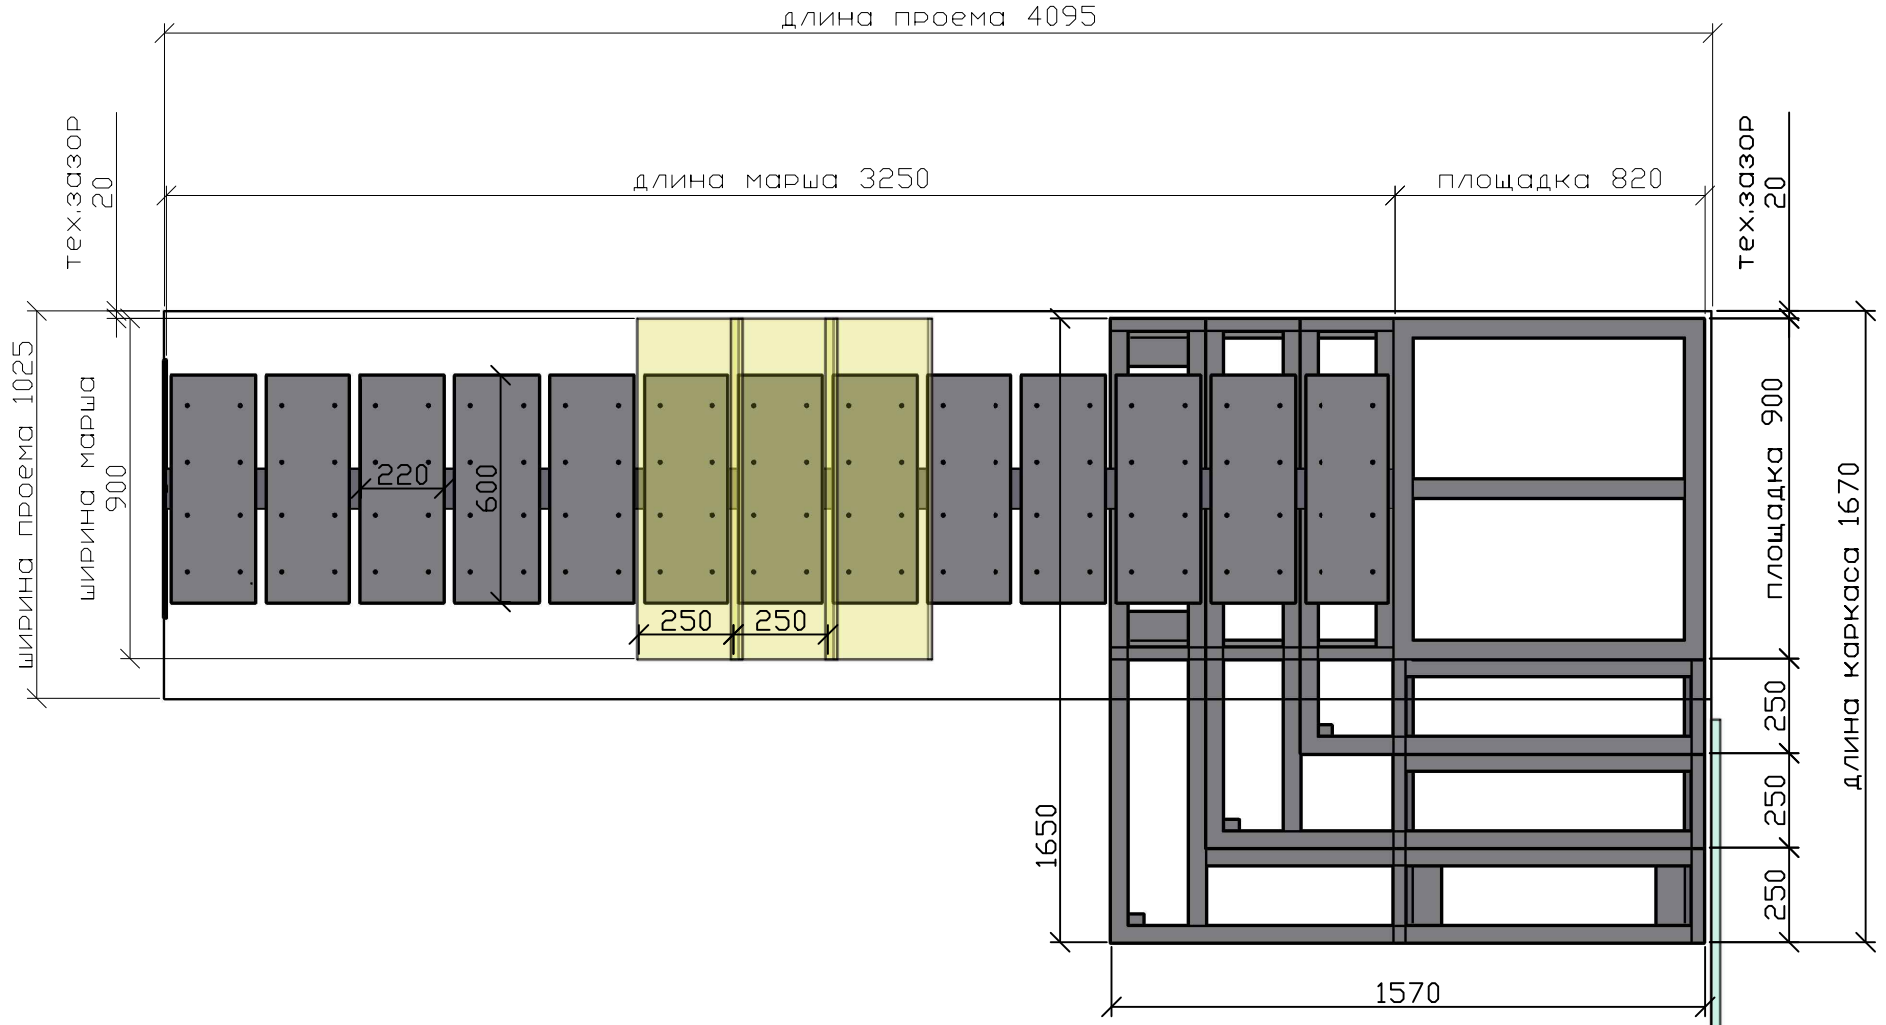 длина проема 4095
тех.зазор
20
длина марша 3250
площадка 820
тех.зазор
20
ширина проема 1025
ширина марша
900
220
600
250
250
площадка 900
длина каркаса 1670
250
250
250
1650
1570